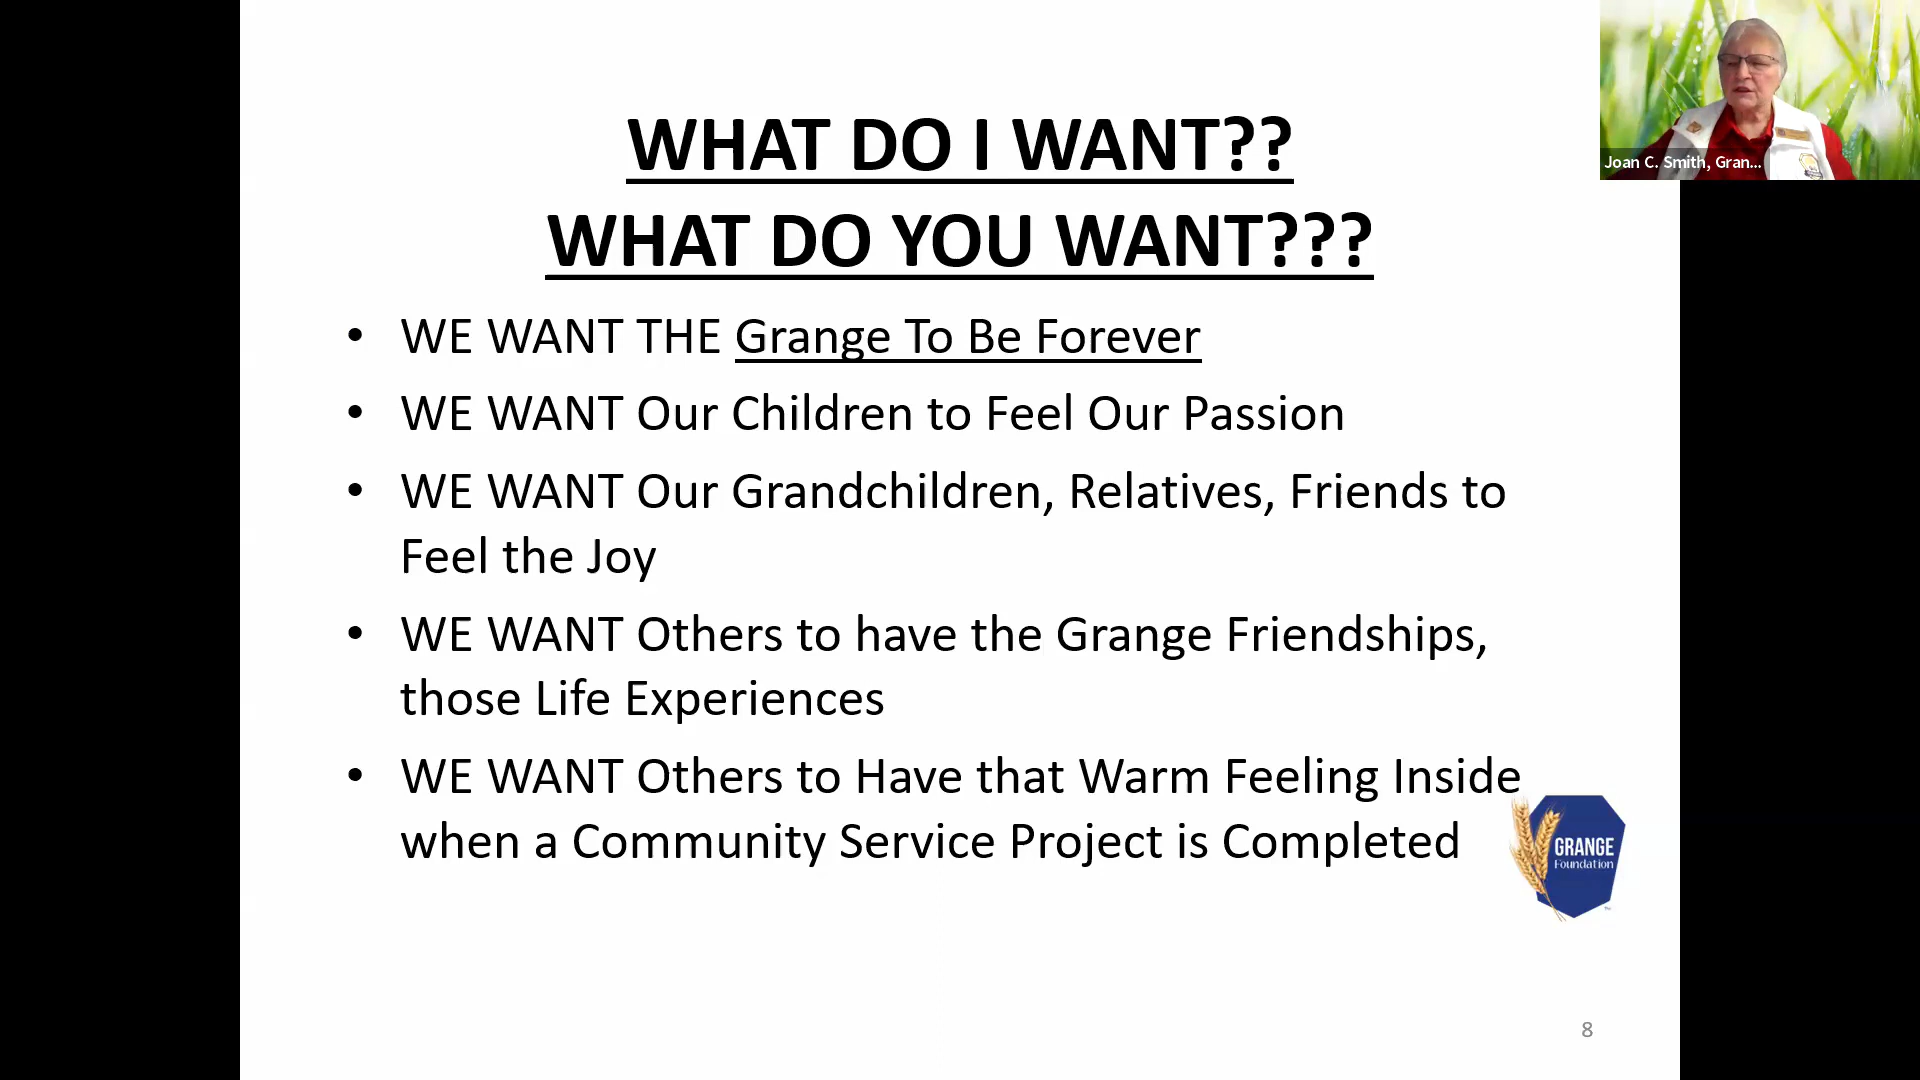 WHAT DO I WANT??
WHAT DO YOU WANT???
• WE WANT THE Grange To Be Forever
• WE WANT Our Children to Feel Our Passion
• WE WANT Our Grandchildren, Relatives, Friends to
Feel the Joy
• WE WANT Others to have the Grange Friendships,
those Life Experiences
• WE WANT Others to Have that Warm Feeling Inside
when a Community Service Project is Completed
GRANGE
Foundation
8
Joan C. Smith, Gran...